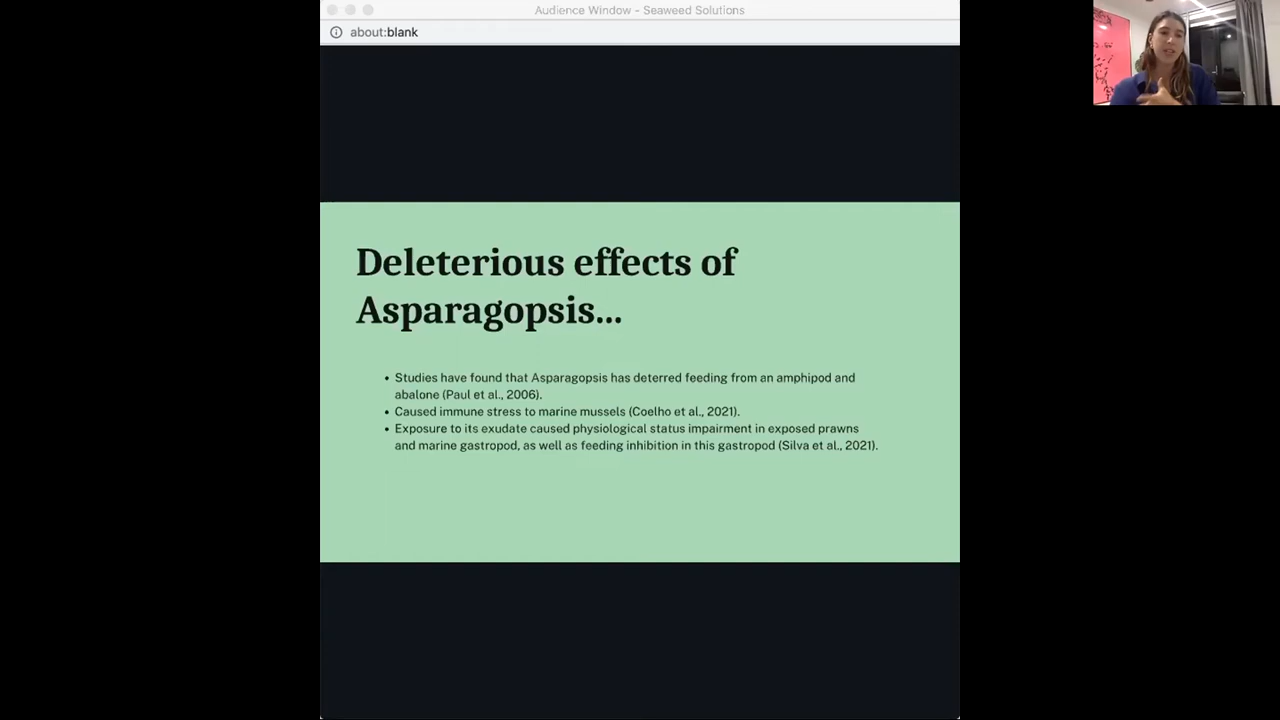 Audience Window - Seaweed Solutions
about:blank
Deleterious effects of
Asparagopsis...
• Studies have found that Asparagopsis has deterred feeding from an amphipod and
abalone (Paul et al., 2006).
• Caused immune stress to marine mussels (Coelho et al., 2021).
• Exposure to its exudate caused physiological status impairment in exposed prawns
and marine gastropod, as well as feeding inhibition in this gastropod (Silva et al., 2021).